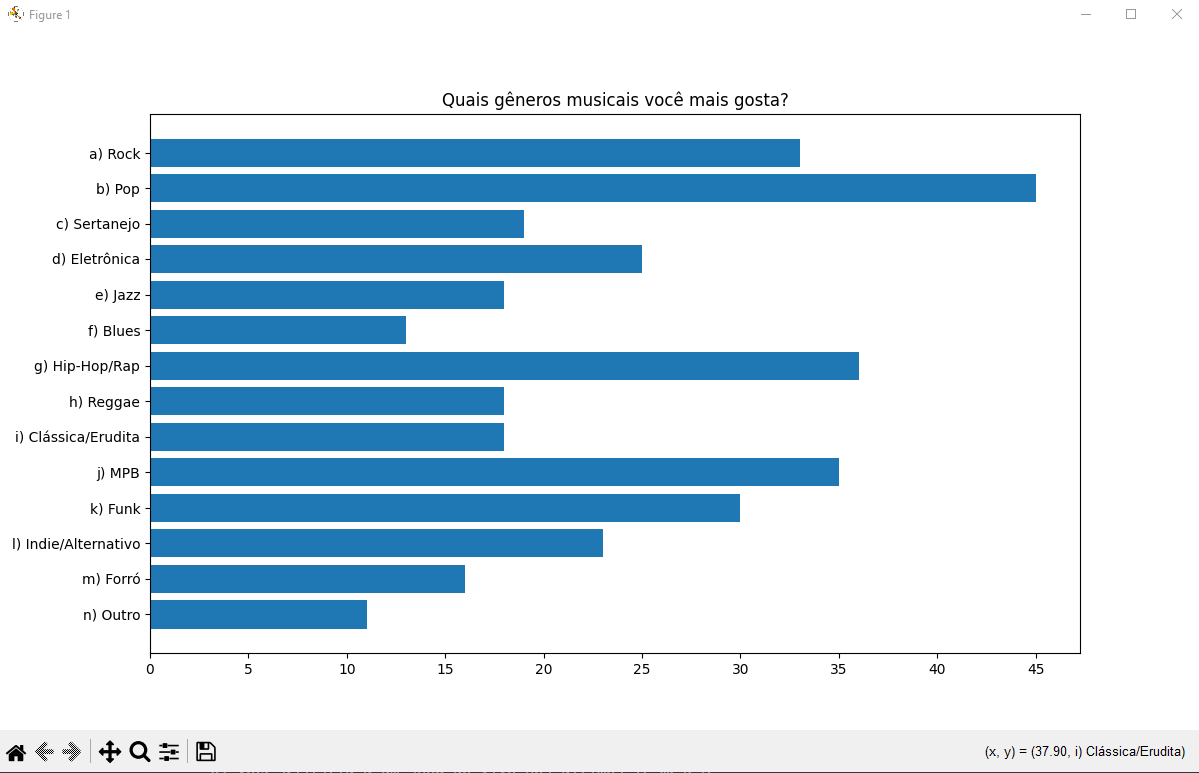 Figure 1
Quais gêneros musicais você mais gosta?
a) Rock
b) Pop
c) Sertanejo
d) Eletrônica
e) Jazz
f) Blues
g) Hip-Hop/Rap
h) Reggae
i) Clássica/Erudita
j) MPB
k) Funk
l) Indie/Alternativo
m) Forró
n) Outro
0 5 10 15 20 25 30 35 40 45
(x, y) = (37.90, i) Clássica/Erudita)